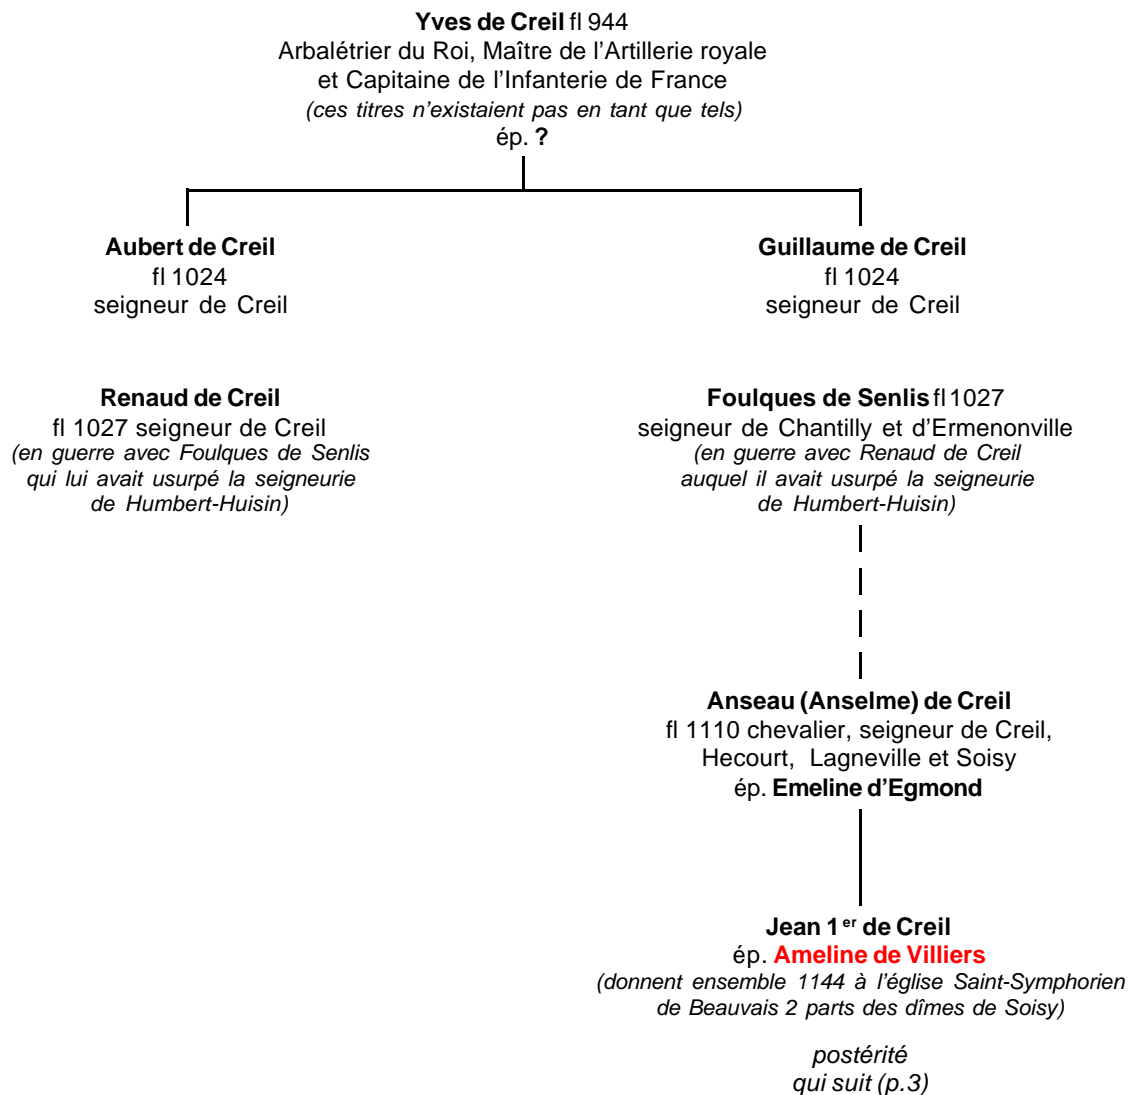 Yves de Creil fl 944
Arbalétrier du Roi, Maître de l’Artillerie royale
et Capitaine de l’Infanterie de France
(ces titres n’existaient pas en tant que tels)
ép. ?
Aubert de Creil
fl 1024
seigneur de Creil
Guillaume de Creil
fl 1024
seigneur de Creil
Renaud de Creil
fl 1027 seigneur de Creil
(en guerre avec Foulques de Senlis
qui lui avait usurpé la seigneurie
de Humbert-Huisin)
Foulques de Senlis fl 1027
seigneur de Chantilly et d’Ermenonville
(en guerre avec Renaud de Creil
auquel il avait usurpé la seigneurie
de Humbert-Huisin)
Anseau (Anselme) de Creil
fl 1110 chevalier, seigneur de Creil,
Hecourt, Lagneville et Soisy
ép. Emeline d’Egmond
Jean 1er de Creil
ép. Ameline de Villiers
(donnent ensemble 1144 à l’église Saint-Symphorien
de Beauvais 2 parts des dîmes de Soisy)
postérité
qui suit (p.3)